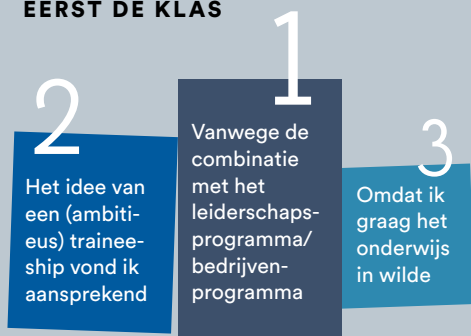 EERST DE KLAS
1
Vanwege de
combinatie
met het
leiderschaps-
programma/
bedrijven-
programma
2
Het idee van
een (ambiti-
eus) trainee-
ship vond ik
aansprekend
3
Omdat ik
graag het
onderwijs
in wilde